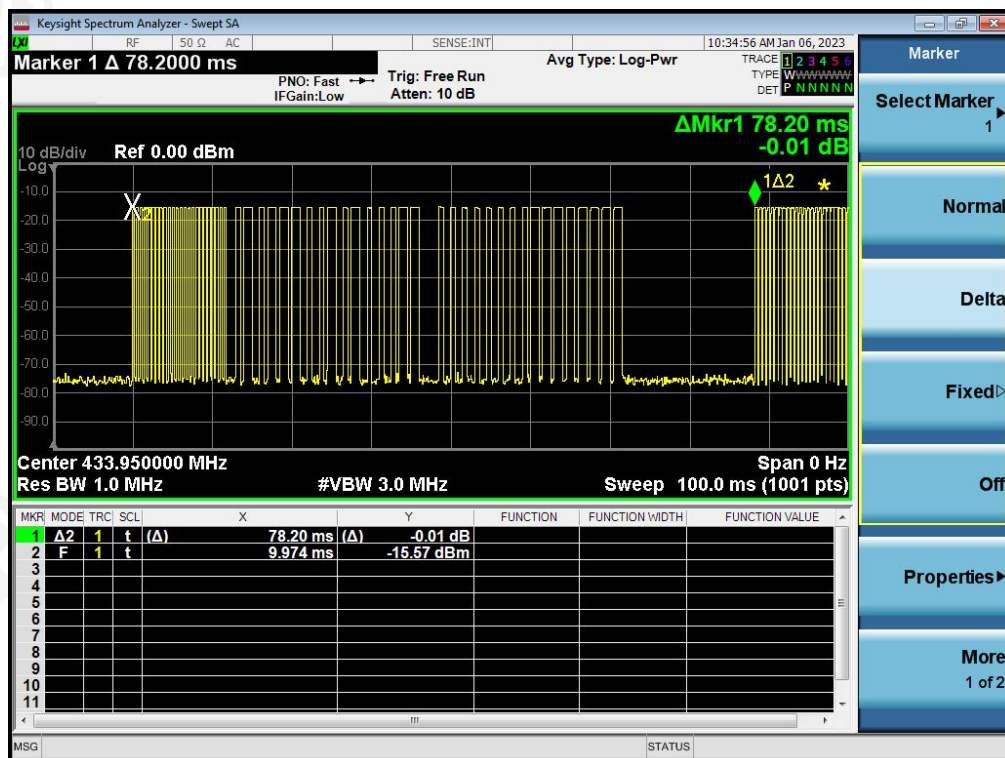 Keysight Spectrum Analyzer - Swept SA
LXI RF 50 Ω AC SENSE:INT 10:34:56 AM Jan 06, 2023
Marker 1 Δ 78.2000 ms
PNO: Fast
IFGain:Low
Trig: Free Run
Atten: 10 dB
Avg Type: Log-Pwr
TRACE 1 2 3 4 5 6
TYPE WWWWWWW
DET P N N N N N
ΔMkr1 78.20 ms
-0.01 dB
10 dB/div Ref 0.00 dBm
Log
1Δ2 *
-10.0
-20.0
-30.0
-40.0
-50.0
-60.0
-70.0
-80.0
-90.0
X2
Center 433.950000 MHz Span 0 Hz
Res BW 1.0 MHz #VBW 3.0 MHz Sweep 100.0 ms (1001 pts)
MKR MODE TRC SCL X Y FUNCTION FUNCTION WIDTH FUNCTION VALUE
1 Δ2 1 t (Δ) 78.20 ms (Δ) -0.01 dB
2 F 1 t 9.974 ms -15.57 dBm
3
4
5
6
7
8
9
10
11
MSG STATUS
Marker
Select Marker
1
Normal
Delta
Fixed
Off
Properties
More
1 of 2